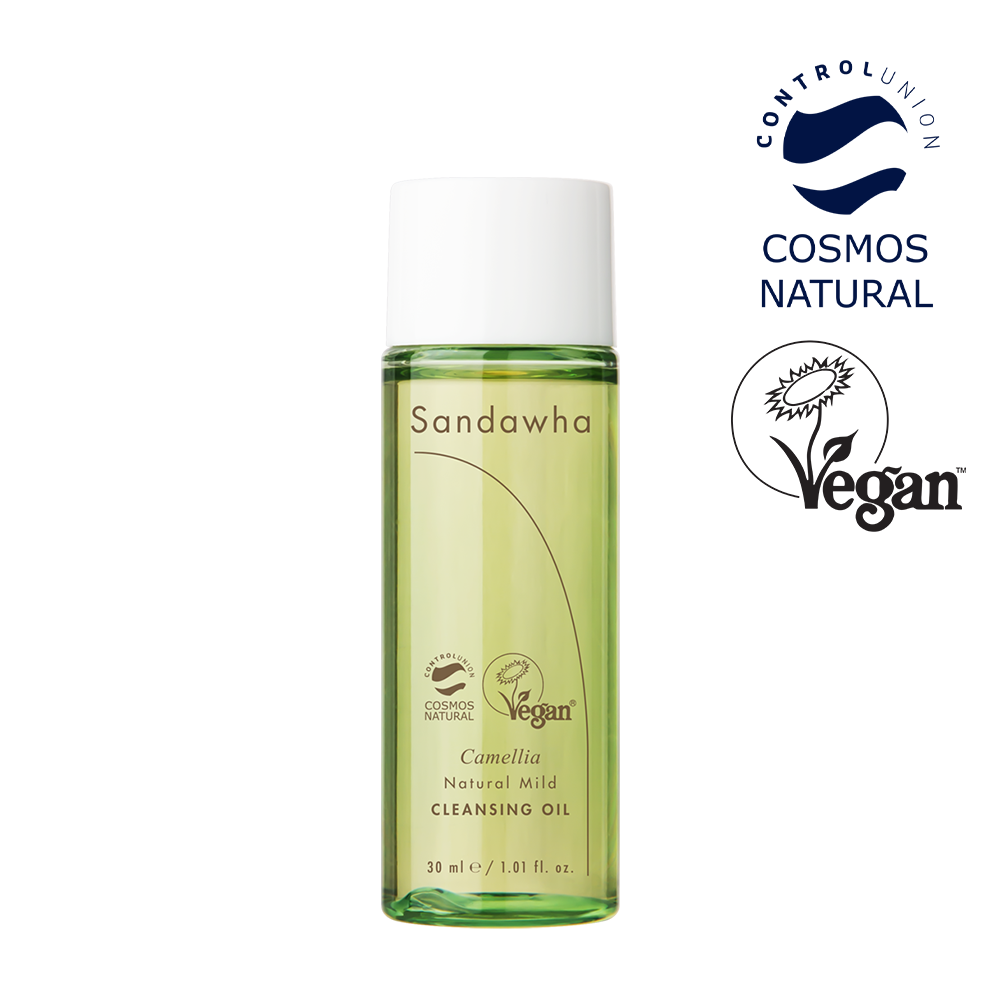 CONTROLUNION
COSMOS
NATURAL
Vegan™
Sandawha
CONTROLUNION
COSMOS
NATURAL
Vegan®
Camellia
Natural Mild
CLEANSING OIL
30 ml ℮ / 1.01 fl. oz.